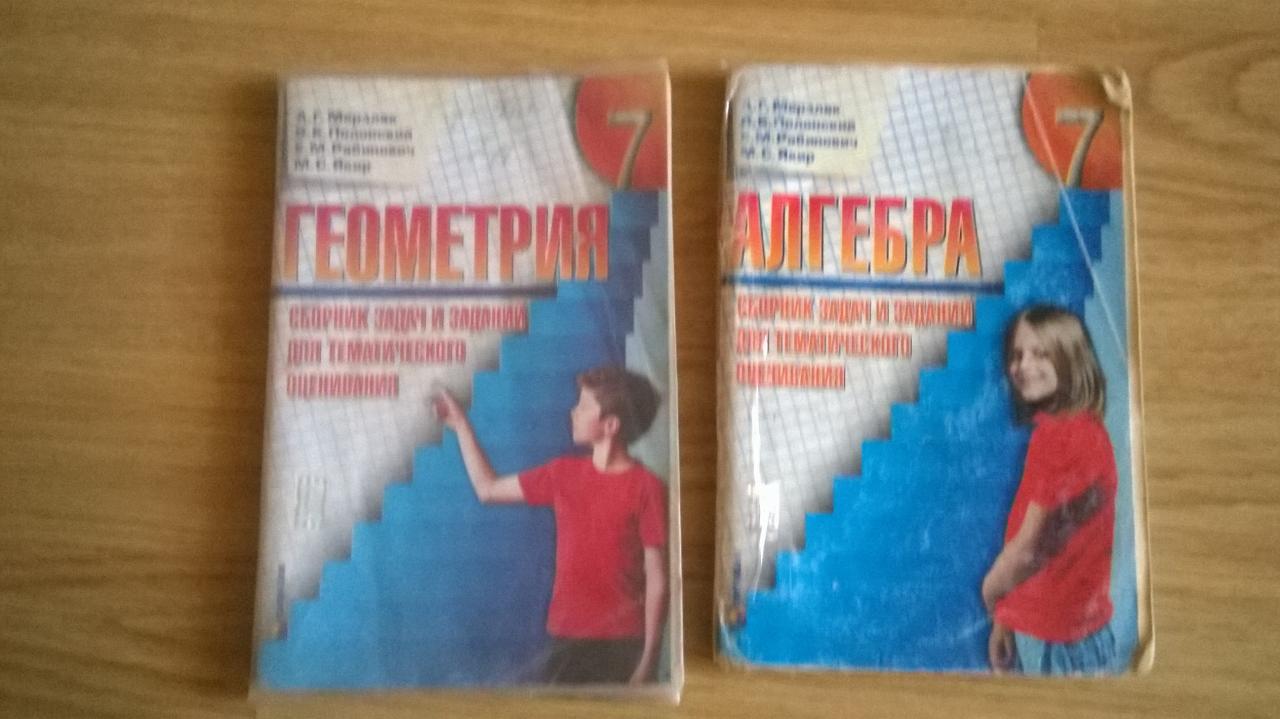 А.Г. Мерзляк
В.Б. Полонский
Е.М. Рабинович
М.С. Якир
7
ГЕОМЕТРИЯ
СБОРНИК ЗАДАЧ И ЗАДАНИЙ
ДЛЯ ТЕМАТИЧЕСКОГО
ОЦЕНИВАНИЯ
А.Г. Мерзляк
В.Б. Полонский
Е.М. Рабинович
М.С. Якир
7
АЛГЕБРА
СБОРНИК ЗАДАЧ И ЗАДАНИЙ
ДЛЯ ТЕМАТИЧЕСКОГО
ОЦЕНИВАНИЯ